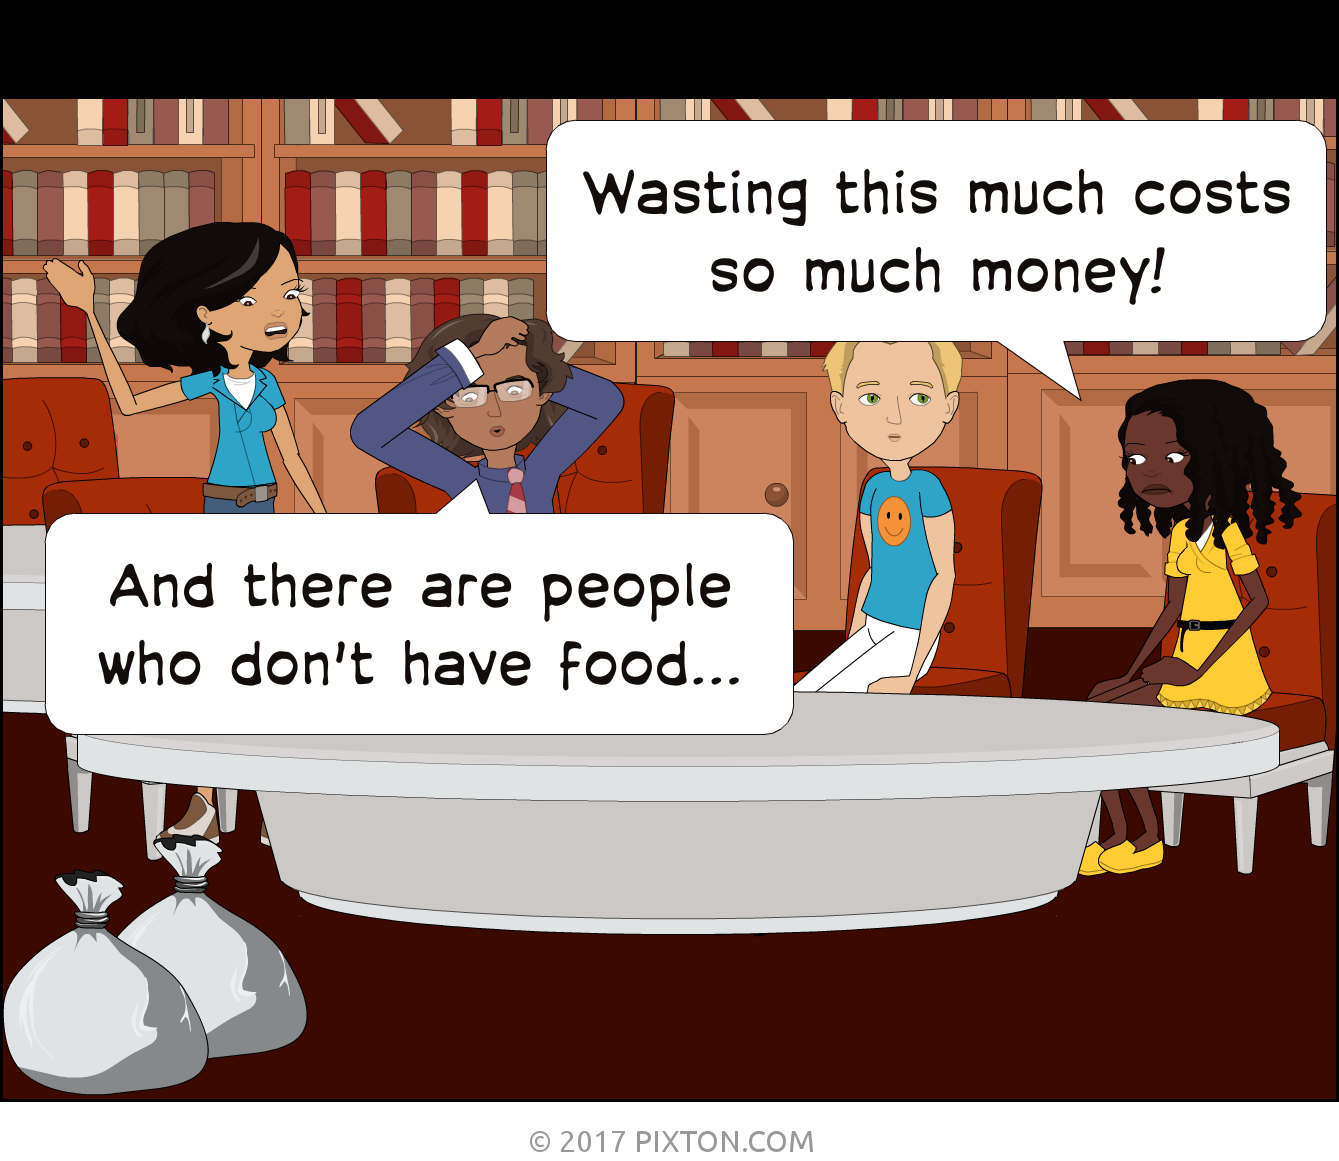 Wasting this much costs
so much money!
And there are people
who don't have food...
© 2017 PIXTON.COM